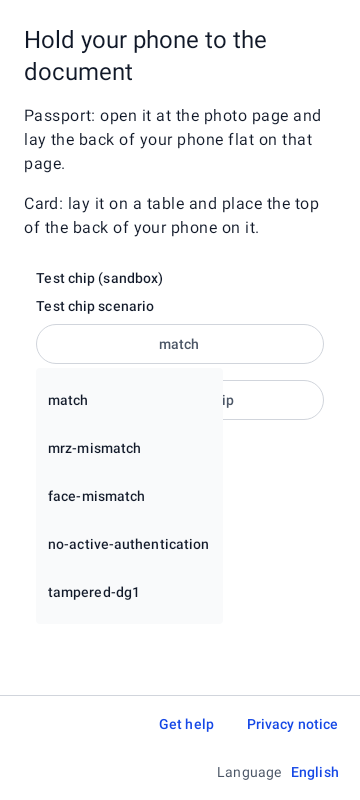 Hold your phone to the
document
Passport: open it at the photo page and
lay the back of your phone flat on that
page.
Card: lay it on a table and place the top
of the back of your phone on it.
Test chip (sandbox)
Test chip scenario
match
match
mrz-mismatch
face-mismatch
no-active-authentication
tampered-dg1
Get help
Privacy notice
Language English